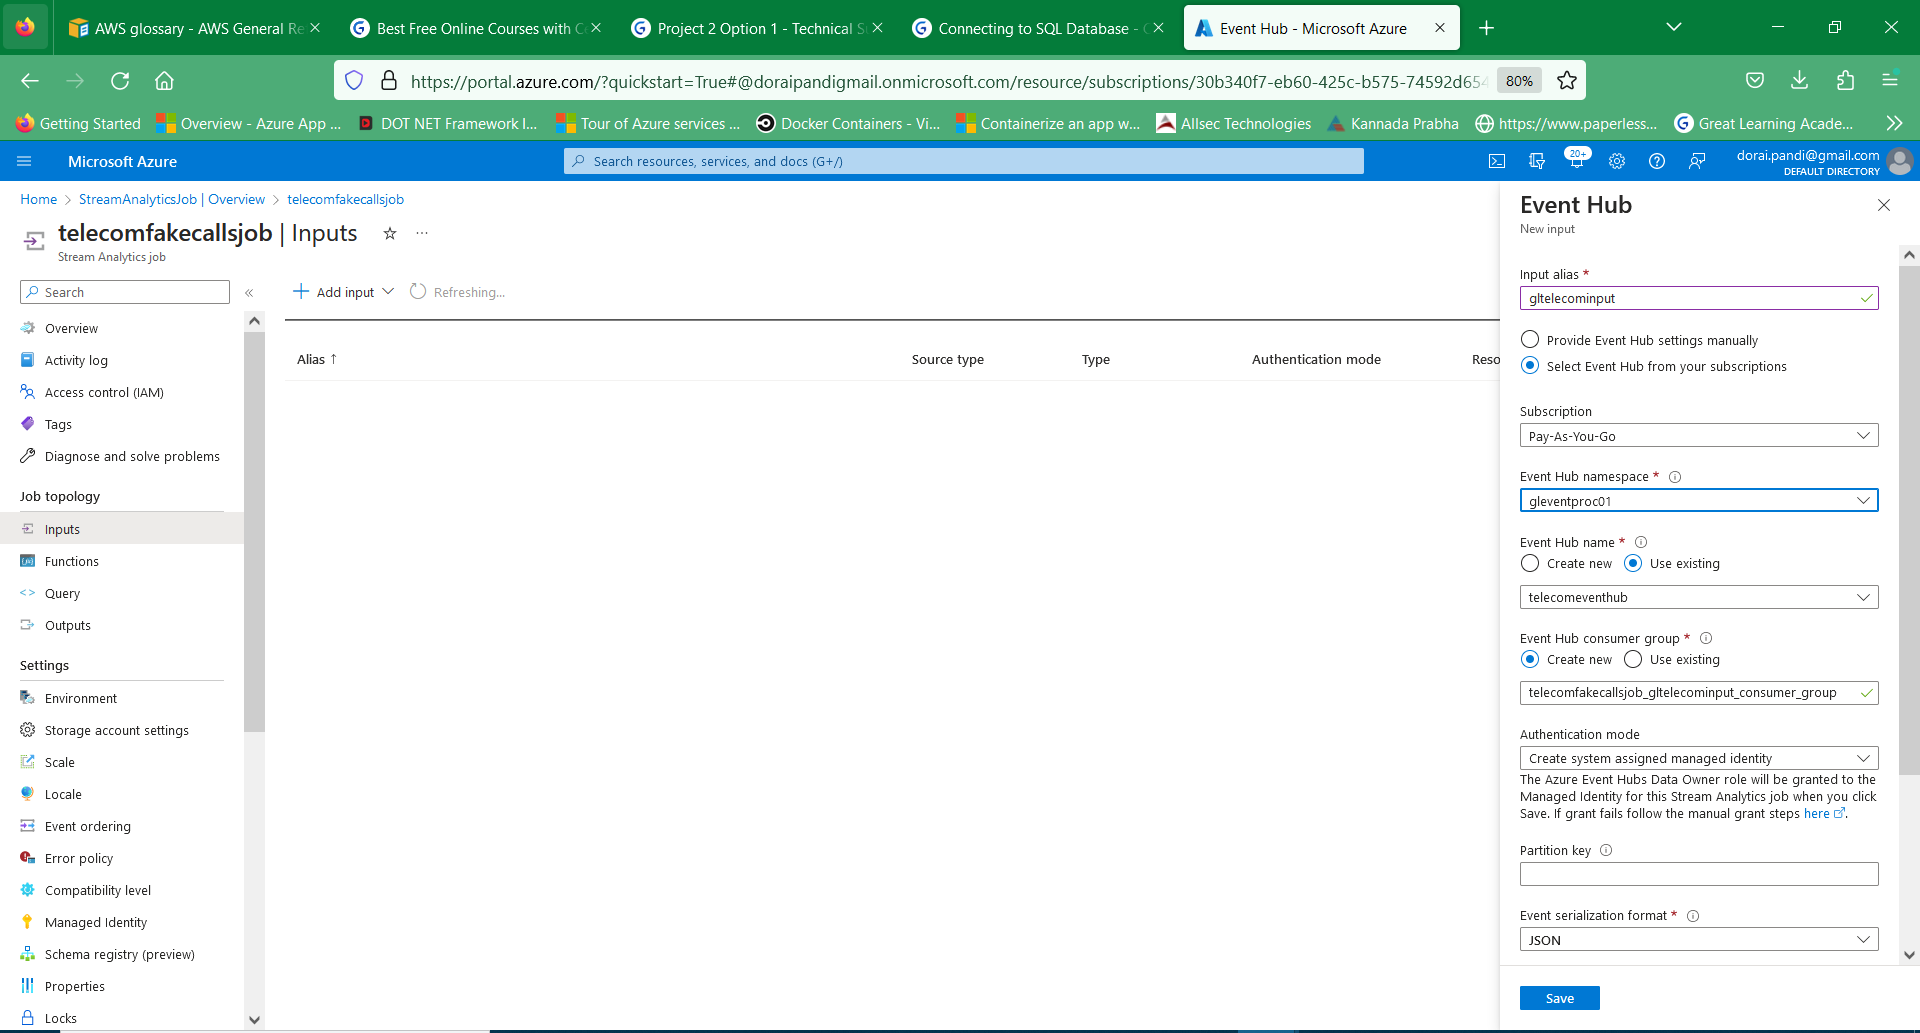 AWS glossary - AWS General Re
Best Free Online Courses with Ce
Project 2 Option 1 - Technical S
Connecting to SQL Database -
Event Hub - Microsoft Azure
https://portal.azure.com/?quickstart=True#@doraipandigmail.onmicrosoft.com/resource/subscriptions/30b340f7-eb60-425c-b575-74592d654
80%
Getting Started
Overview - Azure App ...
DOT NET Framework I...
Tour of Azure services ...
Docker Containers - Vi...
Containerize an app w...
Allsec Technologies
Kannada Prabha
https://www.paperless...
Great Learning Acade...
Microsoft Azure
Search resources, services, and docs (G+/)
20+
dorai.pandi@gmail.com
DEFAULT DIRECTORY
Home > StreamAnalyticsJob | Overview > telecomfakecallsjob
telecomfakecallsjob | Inputs
Stream Analytics job
Search
Overview
Activity log
Access control (IAM)
Tags
Diagnose and solve problems
Job topology
Inputs
Functions
Query
Outputs
Settings
Environment
Storage account settings
Scale
Locale
Event ordering
Error policy
Compatibility level
Managed Identity
Schema registry (preview)
Properties
Locks
Add input
Refreshing...
Alias ↑
Source type
Type
Authentication mode
Reso
Event Hub
New input
Input alias *
gltelecominput
Provide Event Hub settings manually
Select Event Hub from your subscriptions
Subscription
Pay-As-You-Go
Event Hub namespace *
gleventproc01
Event Hub name *
Create new
Use existing
telecomeventhub
Event Hub consumer group *
Create new
Use existing
telecomfakecallsjob_gltelecominput_consumer_group
Authentication mode
Create system assigned managed identity
The Azure Event Hubs Data Owner role will be granted to the
Managed Identity for this Stream Analytics job when you click
Save. If grant fails follow the manual grant steps here.
Partition key
Event serialization format *
JSON
Save